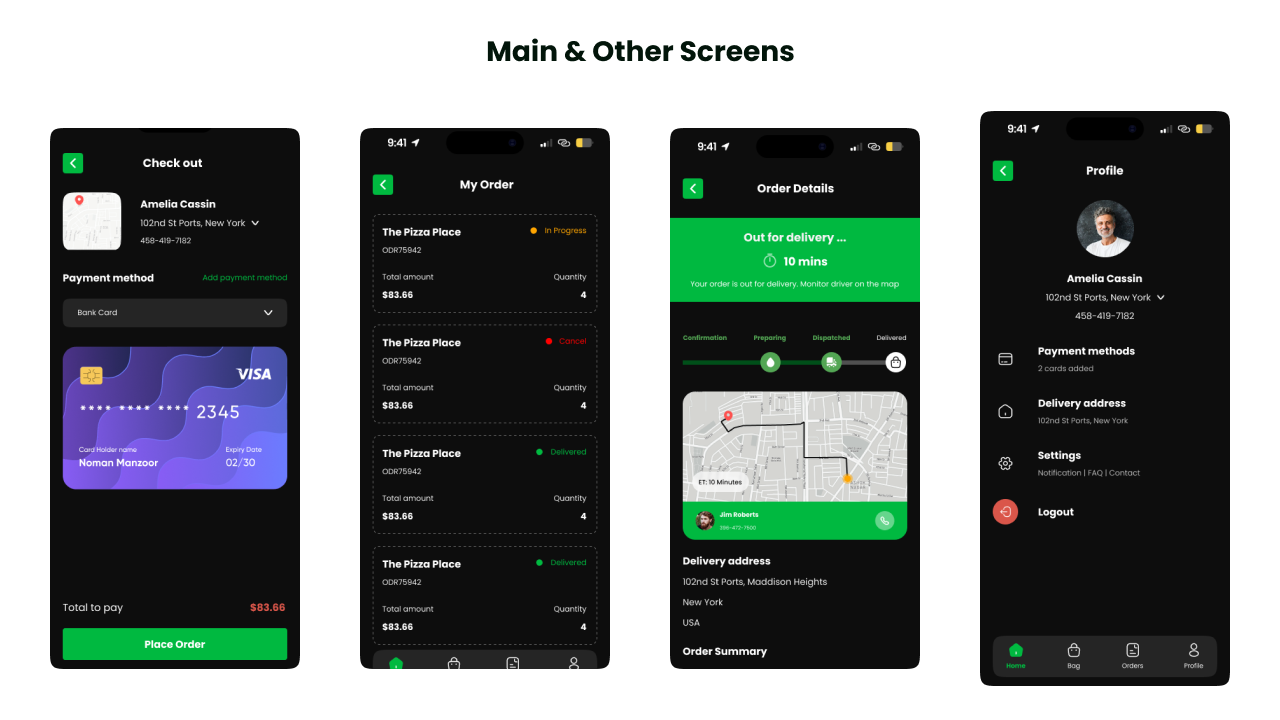 Main & Other Screens
Check out
Amelia Cassin
102nd St Ports, New York
458-419-7182
Payment method
Add payment method
Bank Card
VISA
**** **** **** 2345
Card Holder name
Expiry Date
Noman Manzoor
02/30
Total to pay
$83.66
Place Order
9:41
My Order
The Pizza Place
In Progress
ODR75942
Total amount
Quantity
$83.66
4
The Pizza Place
Cancel
ODR75942
Total amount
Quantity
$83.66
4
The Pizza Place
Delivered
ODR75942
Total amount
Quantity
$83.66
4
The Pizza Place
Delivered
ODR75942
Total amount
Quantity
$83.66
4
9:41
Order Details
Out for delivery ...
10 mins
Your order is out for delivery. Monitor driver on the map
Confirmation
Preparing
Dispatched
Delivered
ET: 10 Minutes
Jim Roberts
Delivery address
102nd St Ports, Maddison Heights
New York
USA
Order Summary
9:41
Profile
Amelia Cassin
102nd St Ports, New York
458-419-7182
Payment methods
2 cards added
Delivery address
102nd St Ports, New York
Settings
Notification | FAQ | Contact
Logout
Home
Bag
Orders
Profile